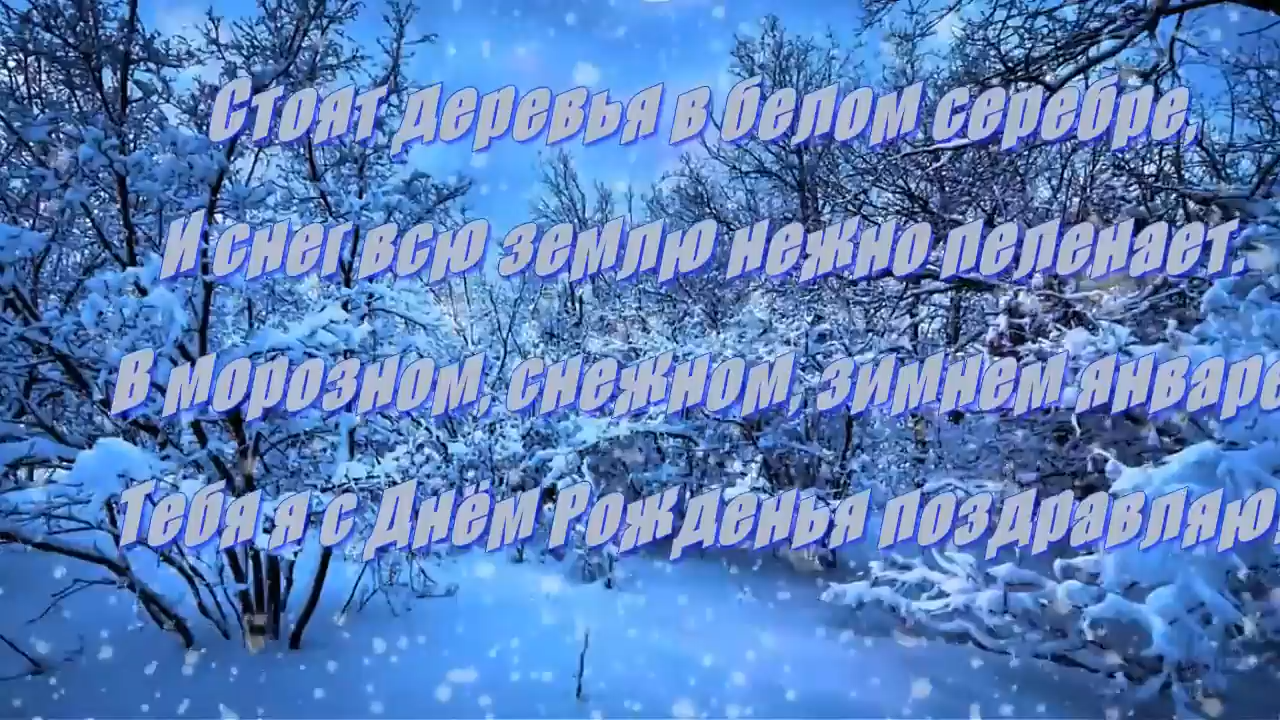 Стоят деревья в белом серебре,
И снег всю землю нежно пеленает.
В морозном, снежном, зимнем январе
Тебя я с Днём Рожденья поздравляю,